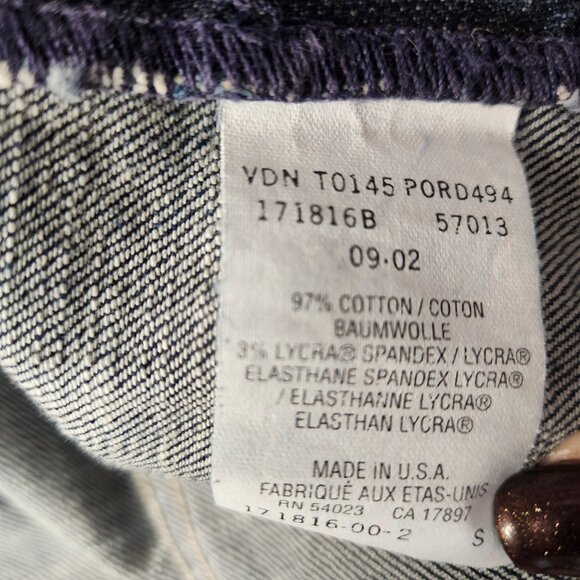 VDN T0145 PORD494
171816B 57013
09·02
97% COTTON / COTON
BAUMWOLLE
3% LYCRA® SPANDEX / LYCRA®
ELASTHANE SPANDEX LYCRA®
/ ELASTHANNE LYCRA®
ELASTHAN LYCRA®
MADE IN U.S.A.
FABRIQUÉ AUX ETAS-UNIS
RN 54023 CA 17897
171816-00-2 S